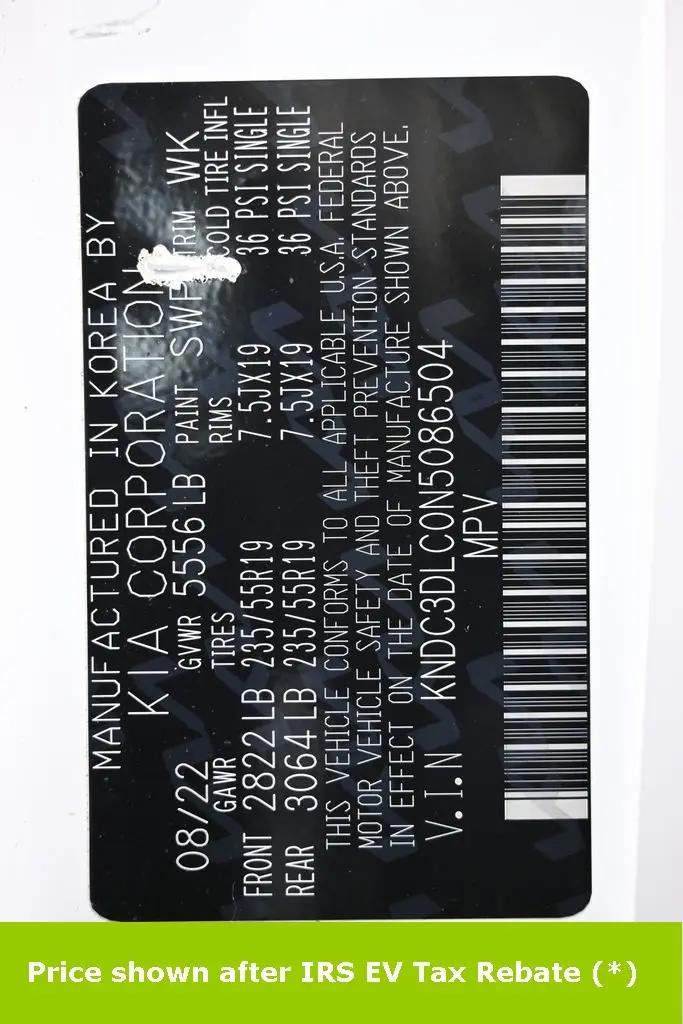 MANUFACTURED IN KOREA BY
KIA CORPORATION
08/22 GVWR 5556 LB PAINT SWP TRIM WK
GAWR TIRES RIMS COLD TIRE INFL
FRONT 2822 LB 235/55R19 7.5JX19 36 PSI SINGLE
REAR 3064 LB 235/55R19 7.5JX19 36 PSI SINGLE
THIS VEHICLE CONFORMS TO ALL APPLICABLE U.S.A. FEDERAL
MOTOR VEHICLE SAFETY AND THEFT PREVENTION STANDARDS
IN EFFECT ON THE DATE OF MANUFACTURE SHOWN ABOVE.
V.I.N KNDC3DLC0N5086504
MPV
Price shown after IRS EV Tax Rebate (*)